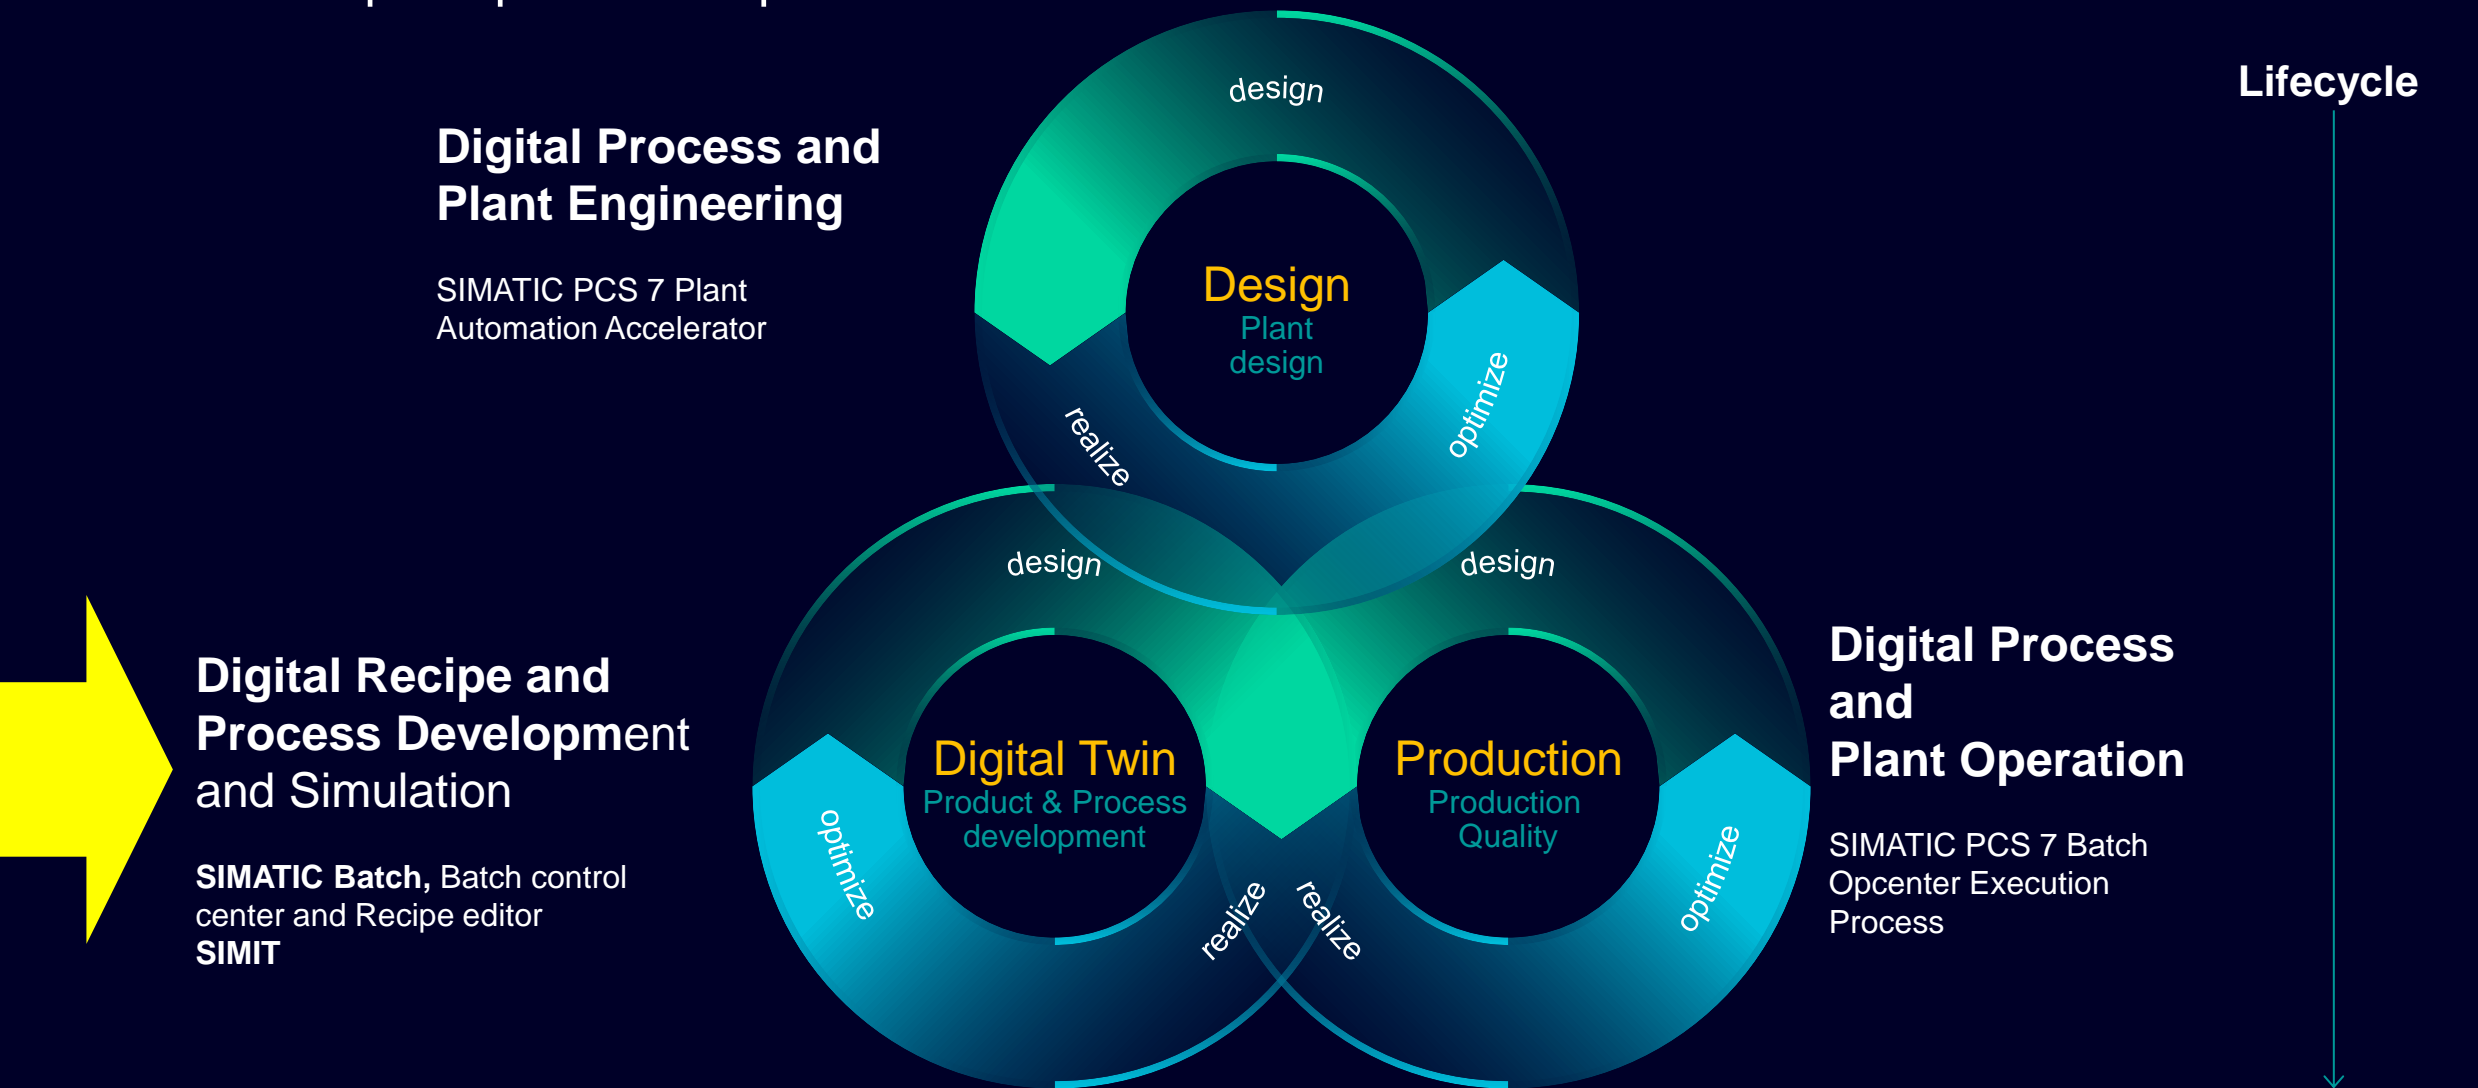 Lifecycle
design
Digital Process and
Plant Engineering
SIMATIC PCS 7 Plant
Automation Accelerator
Design
Plant
design
optimize
realize
design
design
Digital Recipe and
Process Development
and Simulation
SIMATIC Batch, Batch control
center and Recipe editor
SIMIT
Digital Twin
Product & Process
development
optimize
realize
Production
Production
Quality
realize
optimize
Digital Process
and
Plant Operation
SIMATIC PCS 7 Batch
Opcenter Execution
Process